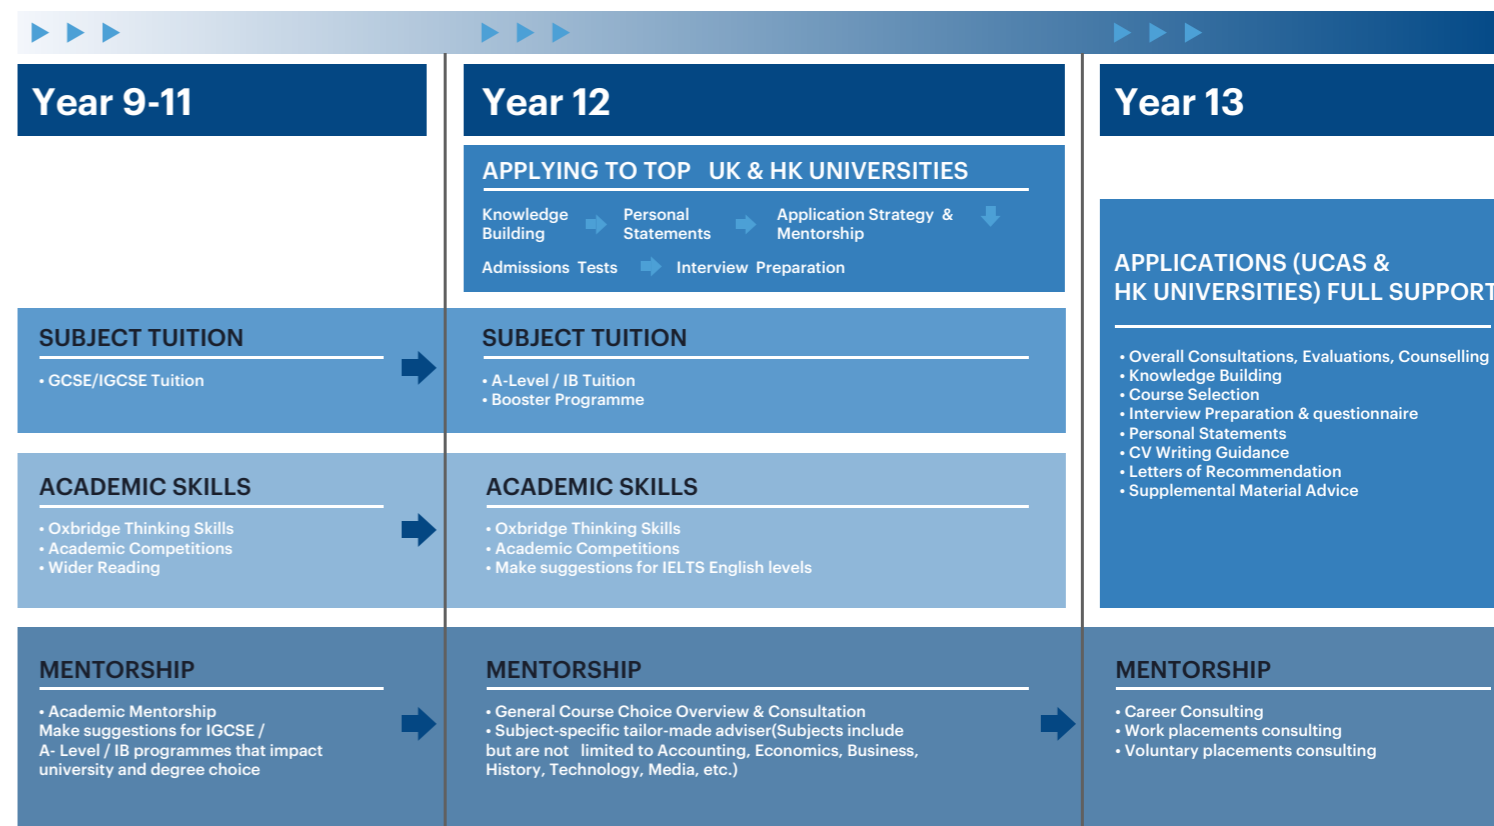 Year 9-11
Year 12
Year 13
APPLYING TO TOP UK & HK UNIVERSITIES
Knowledge
Building
Personal
Statements
Application Strategy &
Mentorship
Admissions Tests
Interview Preparation
APPLICATIONS (UCAS &
HK UNIVERSITIES) FULL SUPPORT
• Overall Consultations, Evaluations, Counselling
• Knowledge Building
• Course Selection
• Interview Preparation & questionnaire
• Personal Statements
• CV Writing Guidance
• Letters of Recommendation
• Supplemental Material Advice
SUBJECT TUITION
• GCSE/IGCSE Tuition
SUBJECT TUITION
• A-Level / IB Tuition
• Booster Programme
ACADEMIC SKILLS
• Oxbridge Thinking Skills
• Academic Competitions
• Wider Reading
ACADEMIC SKILLS
• Oxbridge Thinking Skills
• Academic Competitions
• Make suggestions for IELTS English levels
MENTORSHIP
• Academic Mentorship
Make suggestions for IGCSE /
A- Level / IB programmes that impact
university and degree choice
MENTORSHIP
• General Course Choice Overview & Consultation
• Subject-specific tailor-made adviser(Subjects include
but are not limited to Accounting, Economics, Business,
History, Technology, Media, etc.)
MENTORSHIP
• Career Consulting
• Work placements consulting
• Voluntary placements consulting